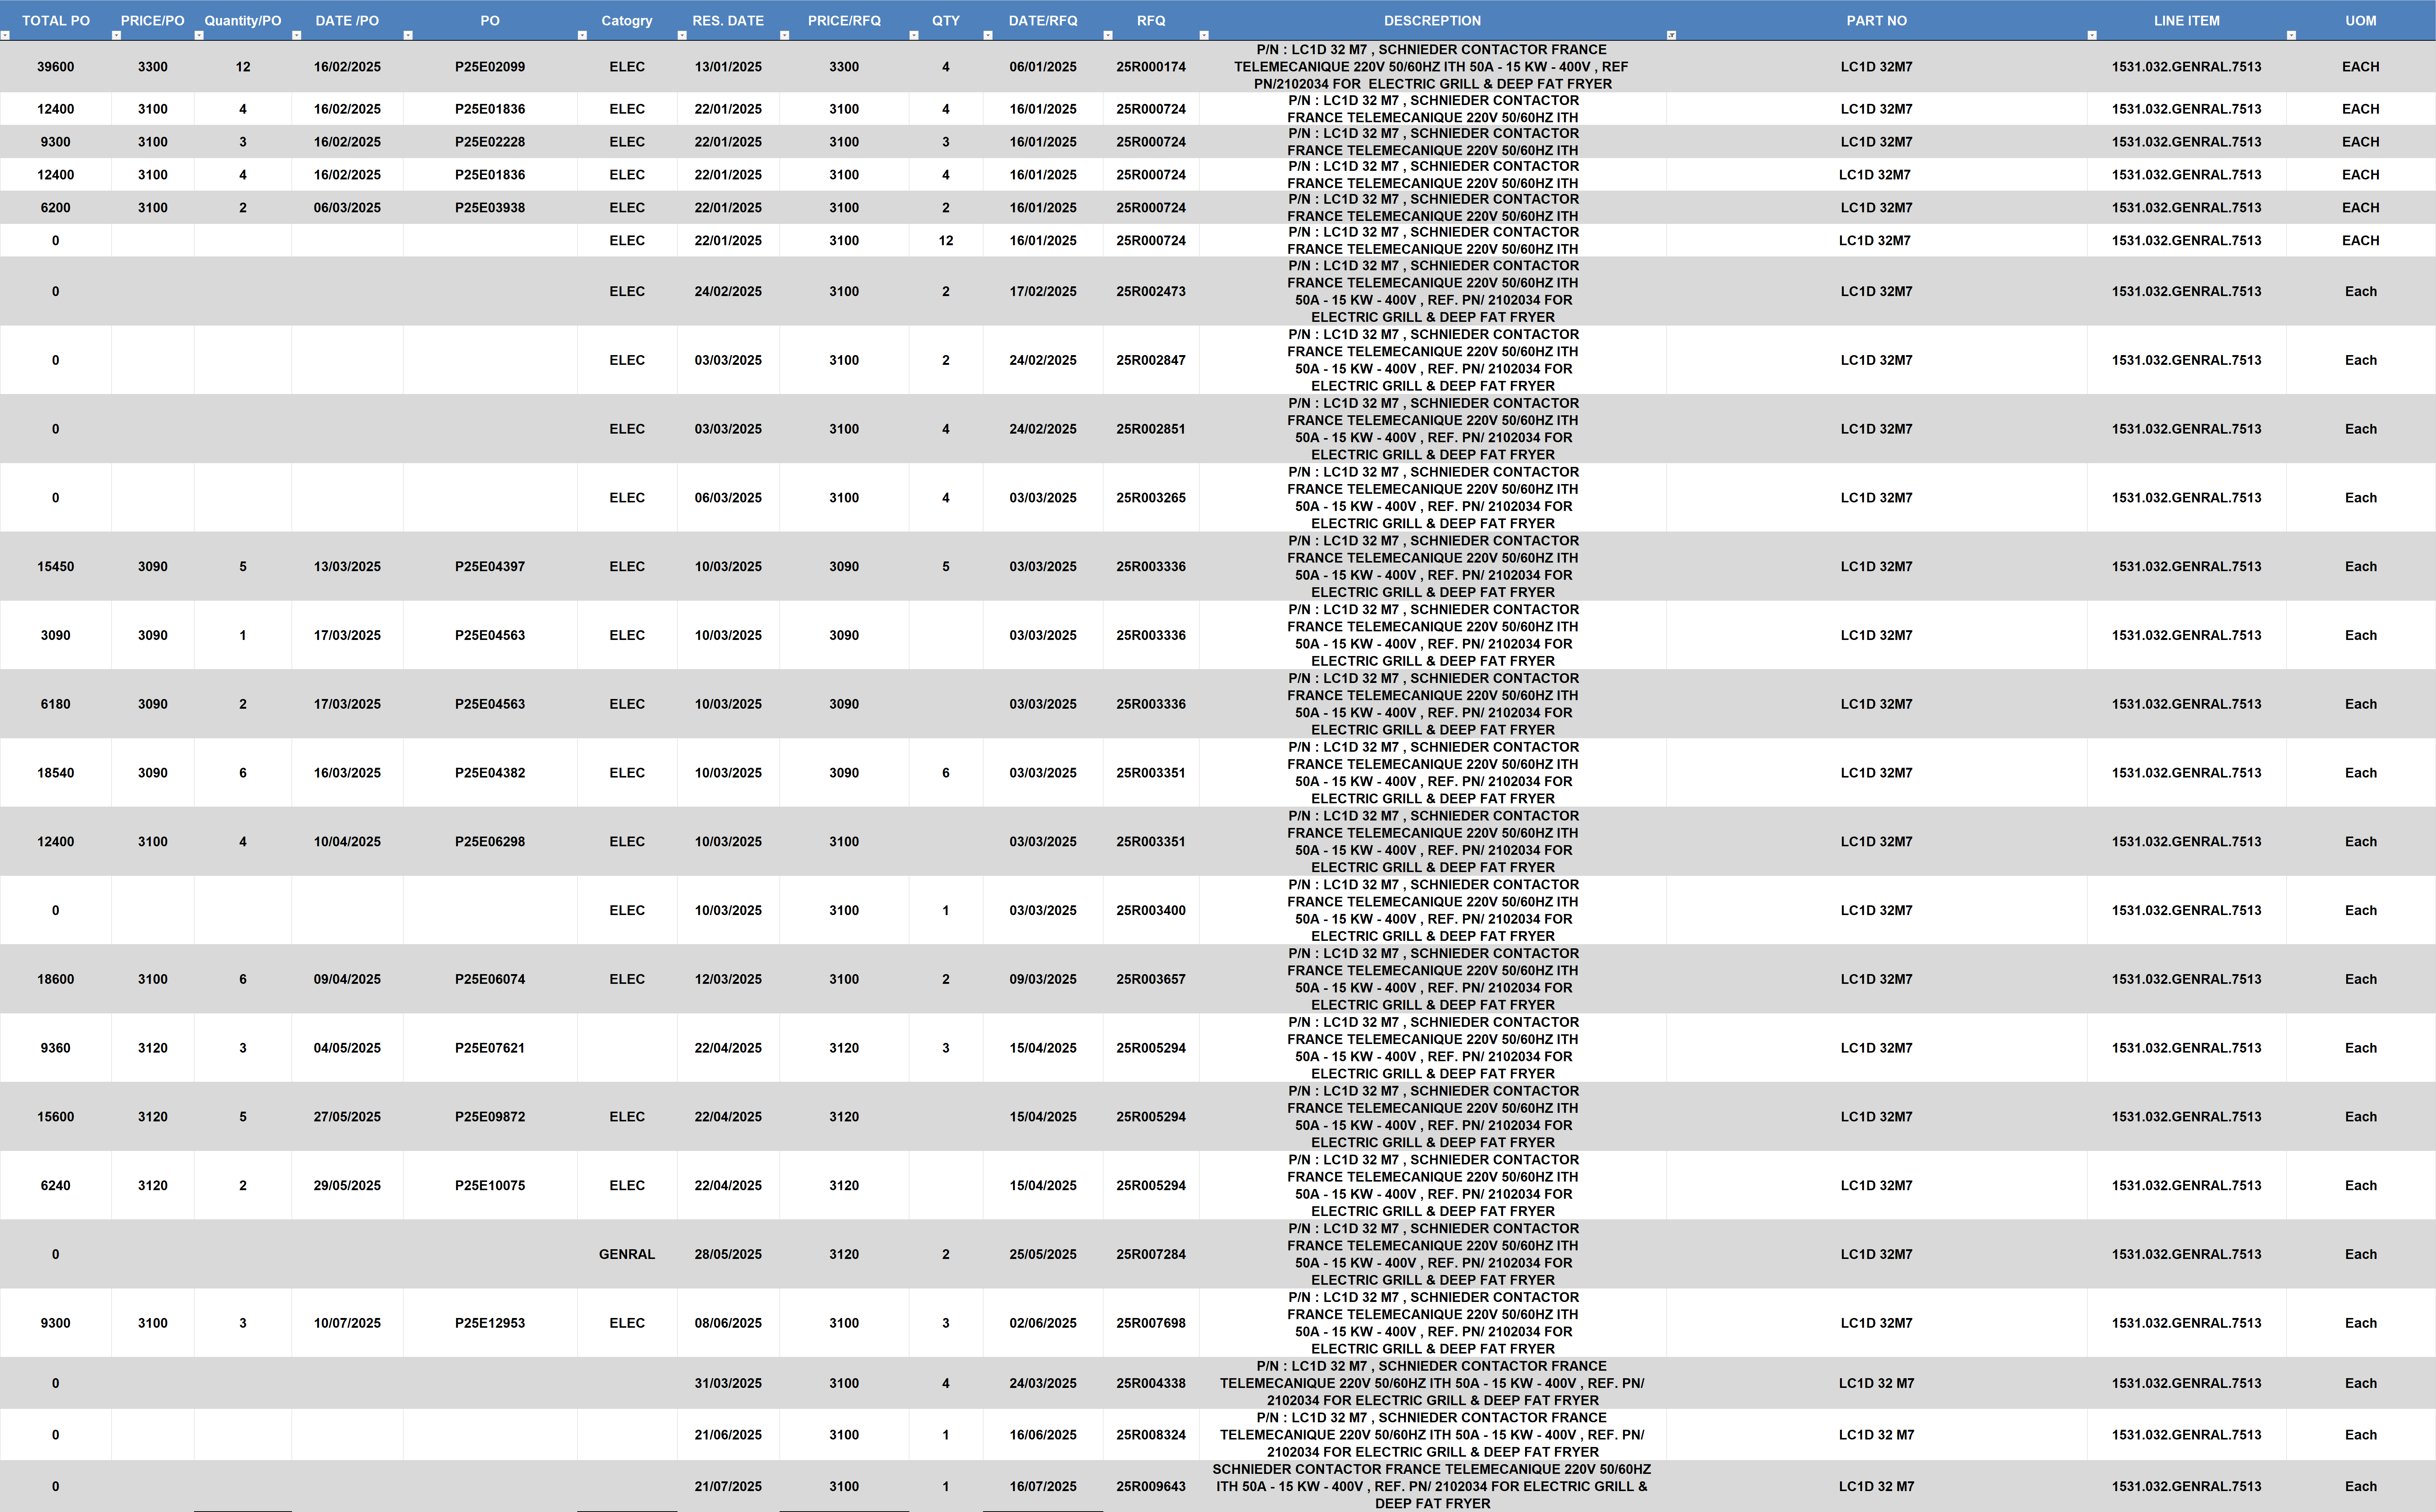 TOTAL PO PRICE/PO Quantity/PO DATE /PO PO Catogry RES. DATE PRICE/RFQ QTY DATE/RFQ RFQ DESCREPTION PART NO LINE ITEM UOM
P/N : LC1D 32 M7 , SCHNIEDER CONTACTOR FRANCE
39600 3300 12 16/02/2025 P25E02099 ELEC 13/01/2025 3300 4 06/01/2025 25R000174 TELEMECANIQUE 220V 50/60HZ ITH 50A - 15 KW - 400V , REF LC1D 32M7 1531.032.GENRAL.7513 EACH
PN/2102034 FOR ELECTRIC GRILL & DEEP FAT FRYER
P/N : LC1D 32 M7 , SCHNIEDER CONTACTOR
12400 3100 4 16/02/2025 P25E01836 ELEC 22/01/2025 3100 4 16/01/2025 25R000724 LC1D 32M7 1531.032.GENRAL.7513 EACH
FRANCE TELEMECANIQUE 220V 50/60HZ ITH
P/N : LC1D 32 M7 , SCHNIEDER CONTACTOR
9300 3100 3 16/02/2025 P25E02228 ELEC 22/01/2025 3100 3 16/01/2025 25R000724 LC1D 32M7 1531.032.GENRAL.7513 EACH
FRANCE TELEMECANIQUE 220V 50/60HZ ITH
P/N : LC1D 32 M7 , SCHNIEDER CONTACTOR
12400 3100 4 16/02/2025 P25E01836 ELEC 22/01/2025 3100 4 16/01/2025 25R000724 LC1D 32M7 1531.032.GENRAL.7513 EACH
FRANCE TELEMECANIQUE 220V 50/60HZ ITH
P/N : LC1D 32 M7 , SCHNIEDER CONTACTOR
6200 3100 2 06/03/2025 P25E03938 ELEC 22/01/2025 3100 2 16/01/2025 25R000724 LC1D 32M7 1531.032.GENRAL.7513 EACH
FRANCE TELEMECANIQUE 220V 50/60HZ ITH
P/N : LC1D 32 M7 , SCHNIEDER CONTACTOR
0 ELEC 22/01/2025 3100 12 16/01/2025 25R000724 LC1D 32M7 1531.032.GENRAL.7513 EACH
FRANCE TELEMECANIQUE 220V 50/60HZ ITH
P/N : LC1D 32 M7 , SCHNIEDER CONTACTOR
FRANCE TELEMECANIQUE 220V 50/60HZ ITH
0 ELEC 24/02/2025 3100 2 17/02/2025 25R002473 LC1D 32M7 1531.032.GENRAL.7513 Each
50A - 15 KW - 400V , REF. PN/ 2102034 FOR
ELECTRIC GRILL & DEEP FAT FRYER
P/N : LC1D 32 M7 , SCHNIEDER CONTACTOR
FRANCE TELEMECANIQUE 220V 50/60HZ ITH
0 ELEC 03/03/2025 3100 2 24/02/2025 25R002847 LC1D 32M7 1531.032.GENRAL.7513 Each
50A - 15 KW - 400V , REF. PN/ 2102034 FOR
ELECTRIC GRILL & DEEP FAT FRYER
P/N : LC1D 32 M7 , SCHNIEDER CONTACTOR
FRANCE TELEMECANIQUE 220V 50/60HZ ITH
0 ELEC 03/03/2025 3100 4 24/02/2025 25R002851 LC1D 32M7 1531.032.GENRAL.7513 Each
50A - 15 KW - 400V , REF. PN/ 2102034 FOR
ELECTRIC GRILL & DEEP FAT FRYER
P/N : LC1D 32 M7 , SCHNIEDER CONTACTOR
FRANCE TELEMECANIQUE 220V 50/60HZ ITH
0 ELEC 06/03/2025 3100 4 03/03/2025 25R003265 LC1D 32M7 1531.032.GENRAL.7513 Each
50A - 15 KW - 400V , REF. PN/ 2102034 FOR
ELECTRIC GRILL & DEEP FAT FRYER
P/N : LC1D 32 M7 , SCHNIEDER CONTACTOR
FRANCE TELEMECANIQUE 220V 50/60HZ ITH
15450 3090 5 13/03/2025 P25E04397 ELEC 10/03/2025 3090 5 03/03/2025 25R003336 LC1D 32M7 1531.032.GENRAL.7513 Each
50A - 15 KW - 400V , REF. PN/ 2102034 FOR
ELECTRIC GRILL & DEEP FAT FRYER
P/N : LC1D 32 M7 , SCHNIEDER CONTACTOR
FRANCE TELEMECANIQUE 220V 50/60HZ ITH
3090 3090 1 17/03/2025 P25E04563 ELEC 10/03/2025 3090 03/03/2025 25R003336 LC1D 32M7 1531.032.GENRAL.7513 Each
50A - 15 KW - 400V , REF. PN/ 2102034 FOR
ELECTRIC GRILL & DEEP FAT FRYER
P/N : LC1D 32 M7 , SCHNIEDER CONTACTOR
FRANCE TELEMECANIQUE 220V 50/60HZ ITH
6180 3090 2 17/03/2025 P25E04563 ELEC 10/03/2025 3090 03/03/2025 25R003336 LC1D 32M7 1531.032.GENRAL.7513 Each
50A - 15 KW - 400V , REF. PN/ 2102034 FOR
ELECTRIC GRILL & DEEP FAT FRYER
P/N : LC1D 32 M7 , SCHNIEDER CONTACTOR
FRANCE TELEMECANIQUE 220V 50/60HZ ITH
18540 3090 6 16/03/2025 P25E04382 ELEC 10/03/2025 3090 6 03/03/2025 25R003351 LC1D 32M7 1531.032.GENRAL.7513 Each
50A - 15 KW - 400V , REF. PN/ 2102034 FOR
ELECTRIC GRILL & DEEP FAT FRYER
P/N : LC1D 32 M7 , SCHNIEDER CONTACTOR
FRANCE TELEMECANIQUE 220V 50/60HZ ITH
12400 3100 4 10/04/2025 P25E06298 ELEC 10/03/2025 3100 03/03/2025 25R003351 LC1D 32M7 1531.032.GENRAL.7513 Each
50A - 15 KW - 400V , REF. PN/ 2102034 FOR
ELECTRIC GRILL & DEEP FAT FRYER
P/N : LC1D 32 M7 , SCHNIEDER CONTACTOR
FRANCE TELEMECANIQUE 220V 50/60HZ ITH
0 ELEC 10/03/2025 3100 1 03/03/2025 25R003400 LC1D 32M7 1531.032.GENRAL.7513 Each
50A - 15 KW - 400V , REF. PN/ 2102034 FOR
ELECTRIC GRILL & DEEP FAT FRYER
P/N : LC1D 32 M7 , SCHNIEDER CONTACTOR
FRANCE TELEMECANIQUE 220V 50/60HZ ITH
18600 3100 6 09/04/2025 P25E06074 ELEC 12/03/2025 3100 2 09/03/2025 25R003657 LC1D 32M7 1531.032.GENRAL.7513 Each
50A - 15 KW - 400V , REF. PN/ 2102034 FOR
ELECTRIC GRILL & DEEP FAT FRYER
P/N : LC1D 32 M7 , SCHNIEDER CONTACTOR
FRANCE TELEMECANIQUE 220V 50/60HZ ITH
9360 3120 3 04/05/2025 P25E07621 22/04/2025 3120 3 15/04/2025 25R005294 LC1D 32M7 1531.032.GENRAL.7513 Each
50A - 15 KW - 400V , REF. PN/ 2102034 FOR
ELECTRIC GRILL & DEEP FAT FRYER
P/N : LC1D 32 M7 , SCHNIEDER CONTACTOR
FRANCE TELEMECANIQUE 220V 50/60HZ ITH
15600 3120 5 27/05/2025 P25E09872 ELEC 22/04/2025 3120 15/04/2025 25R005294 LC1D 32M7 1531.032.GENRAL.7513 Each
50A - 15 KW - 400V , REF. PN/ 2102034 FOR
ELECTRIC GRILL & DEEP FAT FRYER
P/N : LC1D 32 M7 , SCHNIEDER CONTACTOR
FRANCE TELEMECANIQUE 220V 50/60HZ ITH
6240 3120 2 29/05/2025 P25E10075 ELEC 22/04/2025 3120 15/04/2025 25R005294 LC1D 32M7 1531.032.GENRAL.7513 Each
50A - 15 KW - 400V , REF. PN/ 2102034 FOR
ELECTRIC GRILL & DEEP FAT FRYER
P/N : LC1D 32 M7 , SCHNIEDER CONTACTOR
FRANCE TELEMECANIQUE 220V 50/60HZ ITH
0 GENRAL 28/05/2025 3120 2 25/05/2025 25R007284 LC1D 32M7 1531.032.GENRAL.7513 Each
50A - 15 KW - 400V , REF. PN/ 2102034 FOR
ELECTRIC GRILL & DEEP FAT FRYER
P/N : LC1D 32 M7 , SCHNIEDER CONTACTOR
FRANCE TELEMECANIQUE 220V 50/60HZ ITH
9300 3100 3 10/07/2025 P25E12953 ELEC 08/06/2025 3100 3 02/06/2025 25R007698 LC1D 32M7 1531.032.GENRAL.7513 Each
50A - 15 KW - 400V , REF. PN/ 2102034 FOR
ELECTRIC GRILL & DEEP FAT FRYER
P/N : LC1D 32 M7 , SCHNIEDER CONTACTOR FRANCE
0 31/03/2025 3100 4 24/03/2025 25R004338 TELEMECANIQUE 220V 50/60HZ ITH 50A - 15 KW - 400V , REF. PN/ LC1D 32 M7 1531.032.GENRAL.7513 Each
2102034 FOR ELECTRIC GRILL & DEEP FAT FRYER
P/N : LC1D 32 M7 , SCHNIEDER CONTACTOR FRANCE
0 21/06/2025 3100 1 16/06/2025 25R008324 TELEMECANIQUE 220V 50/60HZ ITH 50A - 15 KW - 400V , REF. PN/ LC1D 32 M7 1531.032.GENRAL.7513 Each
2102034 FOR ELECTRIC GRILL & DEEP FAT FRYER
SCHNIEDER CONTACTOR FRANCE TELEMECANIQUE 220V 50/60HZ
0 21/07/2025 3100 1 16/07/2025 25R009643 ITH 50A - 15 KW - 400V , REF. PN/ 2102034 FOR ELECTRIC GRILL & LC1D 32 M7 1531.032.GENRAL.7513 Each
DEEP FAT FRYER